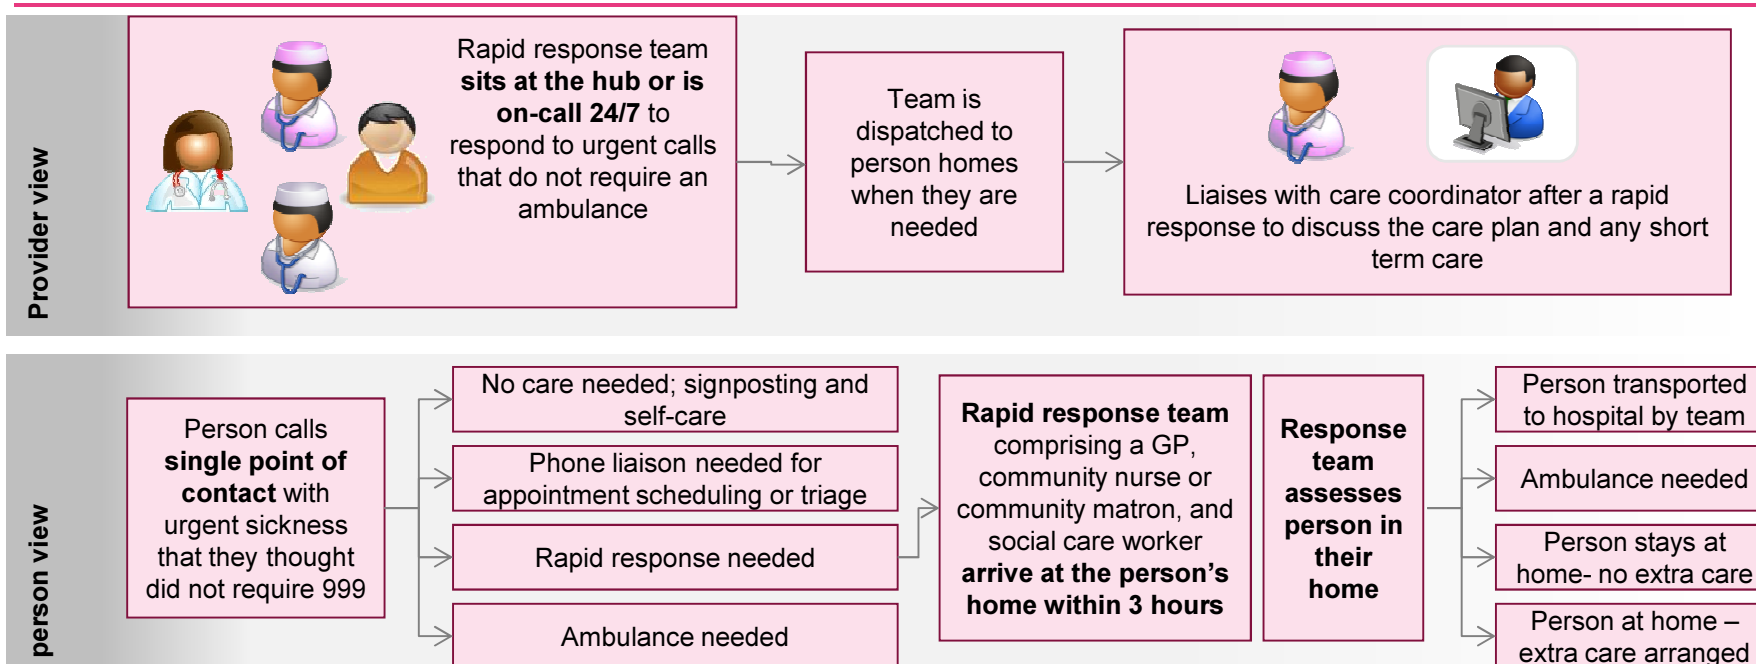 Provider view
Rapid response team
sits at the hub or is
on-call 24/7 to
respond to urgent calls
that do not require an
ambulance
Team is
dispatched to
person homes
when they are
needed
Liaises with care coordinator after a rapid
response to discuss the care plan and any short
term care
person view
Person calls
single point of
contact with
urgent sickness
that they thought
did not require 999
No care needed; signposting and
self-care
Phone liaison needed for
appointment scheduling or triage
Rapid response needed
Ambulance needed
Rapid response team
comprising a GP,
community nurse or
community matron, and
social care worker
arrive at the person’s
home within 3 hours
Response
team
assesses
person in
their
home
Person transported
to hospital by team
Ambulance needed
Person stays at
home- no extra care
Person at home –
extra care arranged